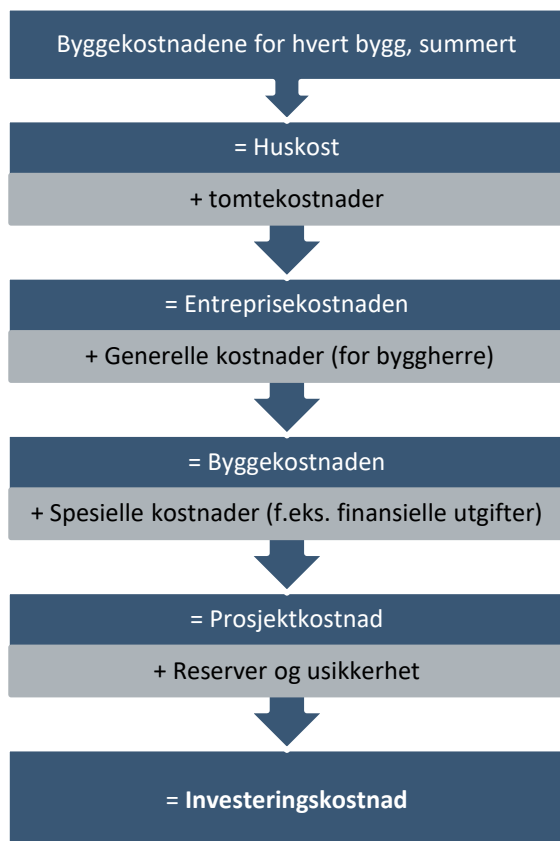 Byggekostnadene for hvert bygg, summert
= Huskost
+ tomtekostnader
= Entreprisekostnaden
+ Generelle kostnader (for byggherre)
= Byggekostnaden
+ Spesielle kostnader (f.eks. finansielle utgifter)
= Prosjektkostnad
+ Reserver og usikkerhet
= Investeringskostnad